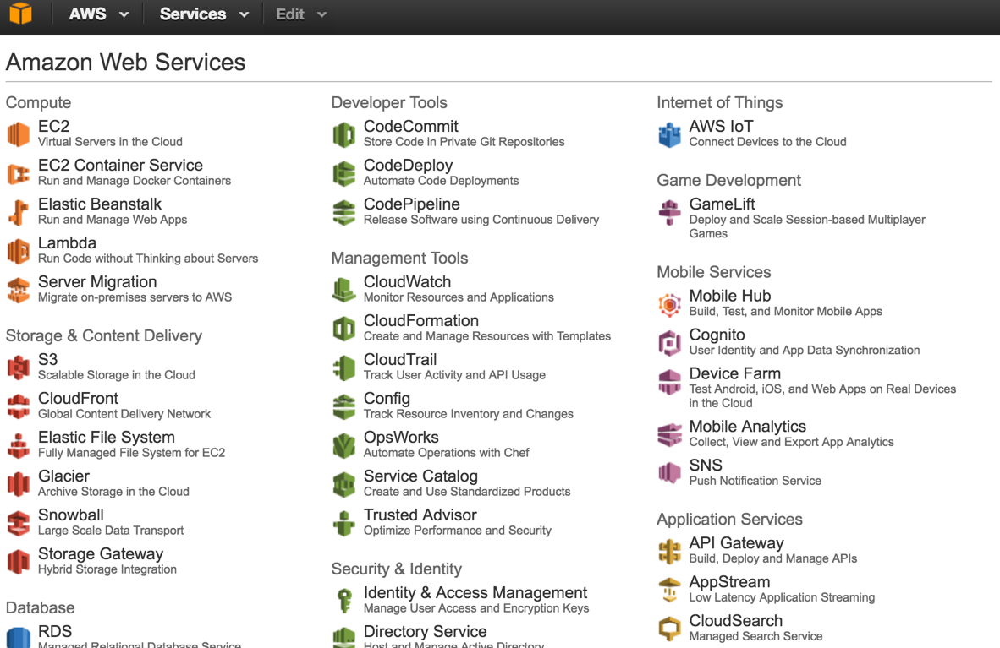 AWS Services Edit
Amazon Web Services
Compute
EC2
Virtual Servers in the Cloud
EC2 Container Service
Run and Manage Docker Containers
Elastic Beanstalk
Run and Manage Web Apps
Lambda
Run Code without Thinking about Servers
Server Migration
Migrate on-premises servers to AWS
Storage & Content Delivery
S3
Scalable Storage in the Cloud
CloudFront
Global Content Delivery Network
Elastic File System
Fully Managed File System for EC2
Glacier
Archive Storage in the Cloud
Snowball
Large Scale Data Transport
Storage Gateway
Hybrid Storage Integration
Database
RDS
Managed Relational Database Service
Developer Tools
CodeCommit
Store Code in Private Git Repositories
CodeDeploy
Automate Code Deployments
CodePipeline
Release Software using Continuous Delivery
Management Tools
CloudWatch
Monitor Resources and Applications
CloudFormation
Create and Manage Resources with Templates
CloudTrail
Track User Activity and API Usage
Config
Track Resource Inventory and Changes
OpsWorks
Automate Operations with Chef
Service Catalog
Create and Use Standardized Products
Trusted Advisor
Optimize Performance and Security
Security & Identity
Identity & Access Management
Manage User Access and Encryption Keys
Directory Service
Host and Manage Active Directory
Internet of Things
AWS IoT
Connect Devices to the Cloud
Game Development
GameLift
Deploy and Scale Session-based Multiplayer
Games
Mobile Services
Mobile Hub
Build, Test, and Monitor Mobile Apps
Cognito
User Identity and App Data Synchronization
Device Farm
Test Android, iOS, and Web Apps on Real Devices
in the Cloud
Mobile Analytics
Collect, View and Export App Analytics
SNS
Push Notification Service
Application Services
API Gateway
Build, Deploy and Manage APIs
AppStream
Low Latency Application Streaming
CloudSearch
Managed Search Service